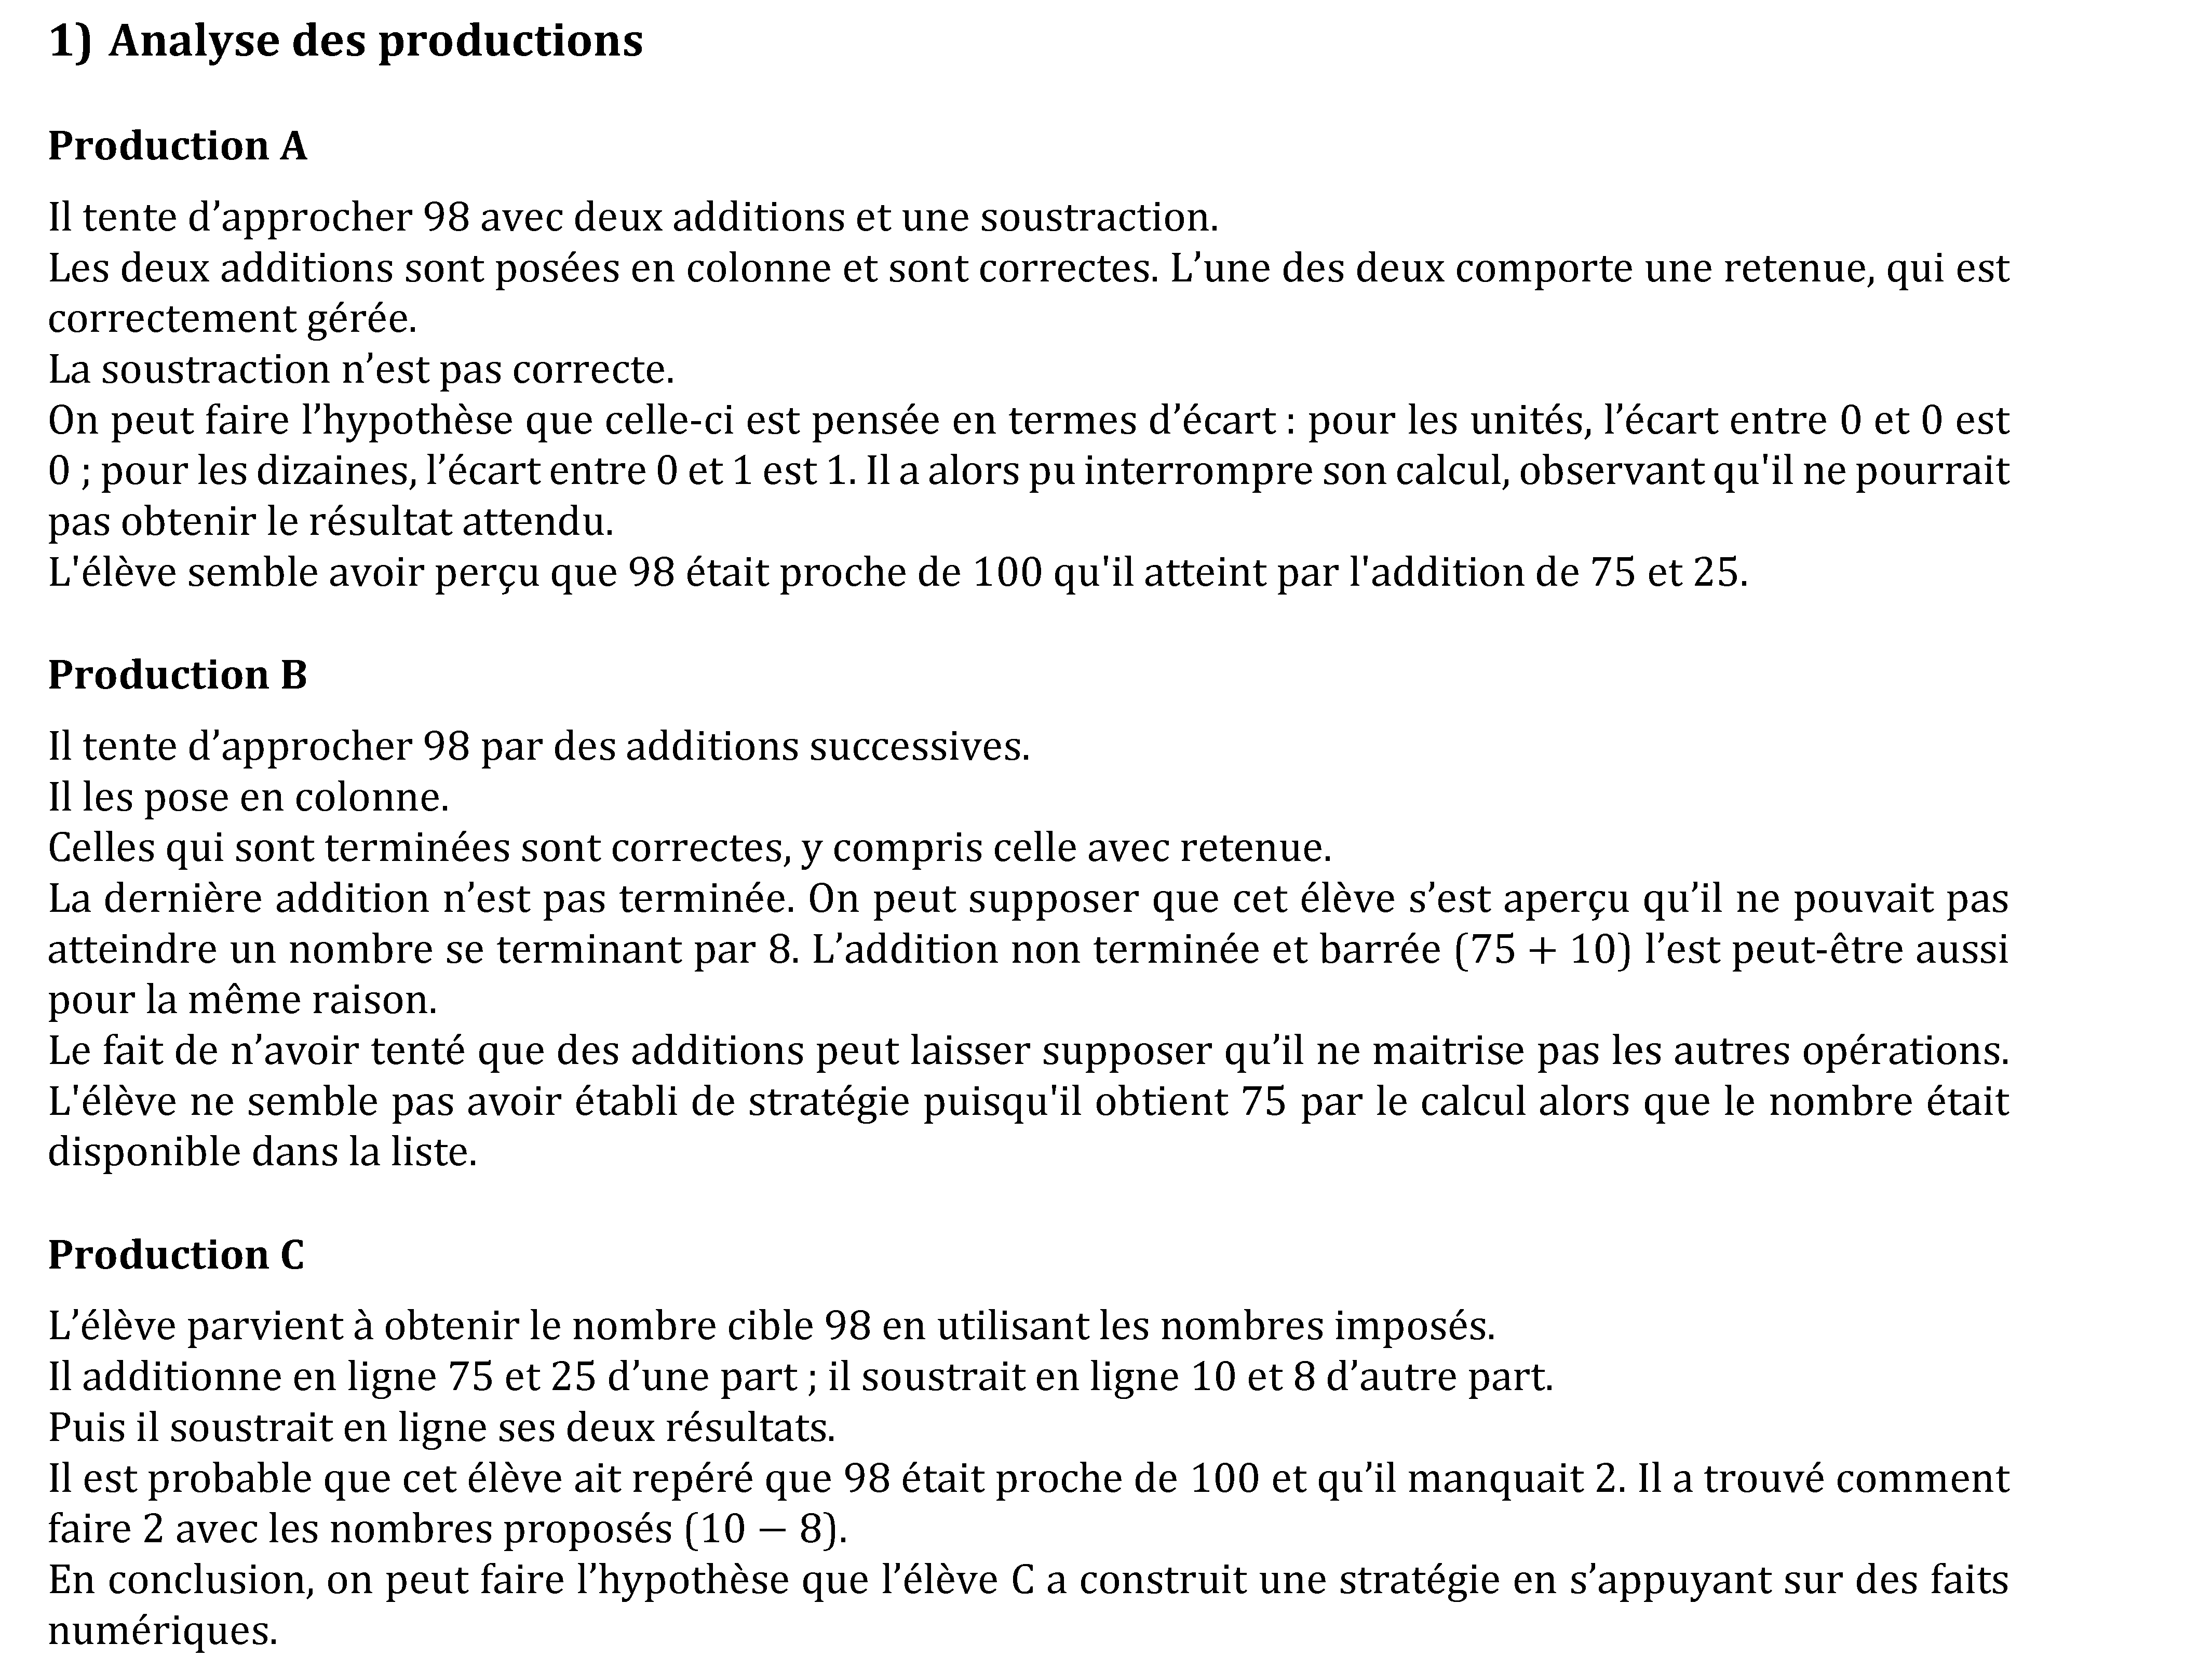 1) Analyse des productions
Production A
Il tente d’approcher 98 avec deux additions et une soustraction.
Les deux additions sont posées en colonne et sont correctes. L’une des deux comporte une retenue, qui est
correctement gérée.
La soustraction n’est pas correcte.
On peut faire l’hypothèse que celle-ci est pensée en termes d’écart : pour les unités, l’écart entre 0 et 0 est
0 ; pour les dizaines, l’écart entre 0 et 1 est 1. Il a alors pu interrompre son calcul, observant qu'il ne pourrait
pas obtenir le résultat attendu.
L'élève semble avoir perçu que 98 était proche de 100 qu'il atteint par l'addition de 75 et 25.
Production B
Il tente d’approcher 98 par des additions successives.
Il les pose en colonne.
Celles qui sont terminées sont correctes, y compris celle avec retenue.
La dernière addition n’est pas terminée. On peut supposer que cet élève s’est aperçu qu’il ne pouvait pas
atteindre un nombre se terminant par 8. L’addition non terminée et barrée (75 + 10) l’est peut-être aussi
pour la même raison.
Le fait de n’avoir tenté que des additions peut laisser supposer qu’il ne maitrise pas les autres opérations.
L'élève ne semble pas avoir établi de stratégie puisqu'il obtient 75 par le calcul alors que le nombre était
disponible dans la liste.
Production C
L’élève parvient à obtenir le nombre cible 98 en utilisant les nombres imposés.
Il additionne en ligne 75 et 25 d’une part ; il soustrait en ligne 10 et 8 d’autre part.
Puis il soustrait en ligne ses deux résultats.
Il est probable que cet élève ait repéré que 98 était proche de 100 et qu’il manquait 2. Il a trouvé comment
faire 2 avec les nombres proposés (10 − 8).
En conclusion, on peut faire l’hypothèse que l’élève C a construit une stratégie en s’appuyant sur des faits
numériques.